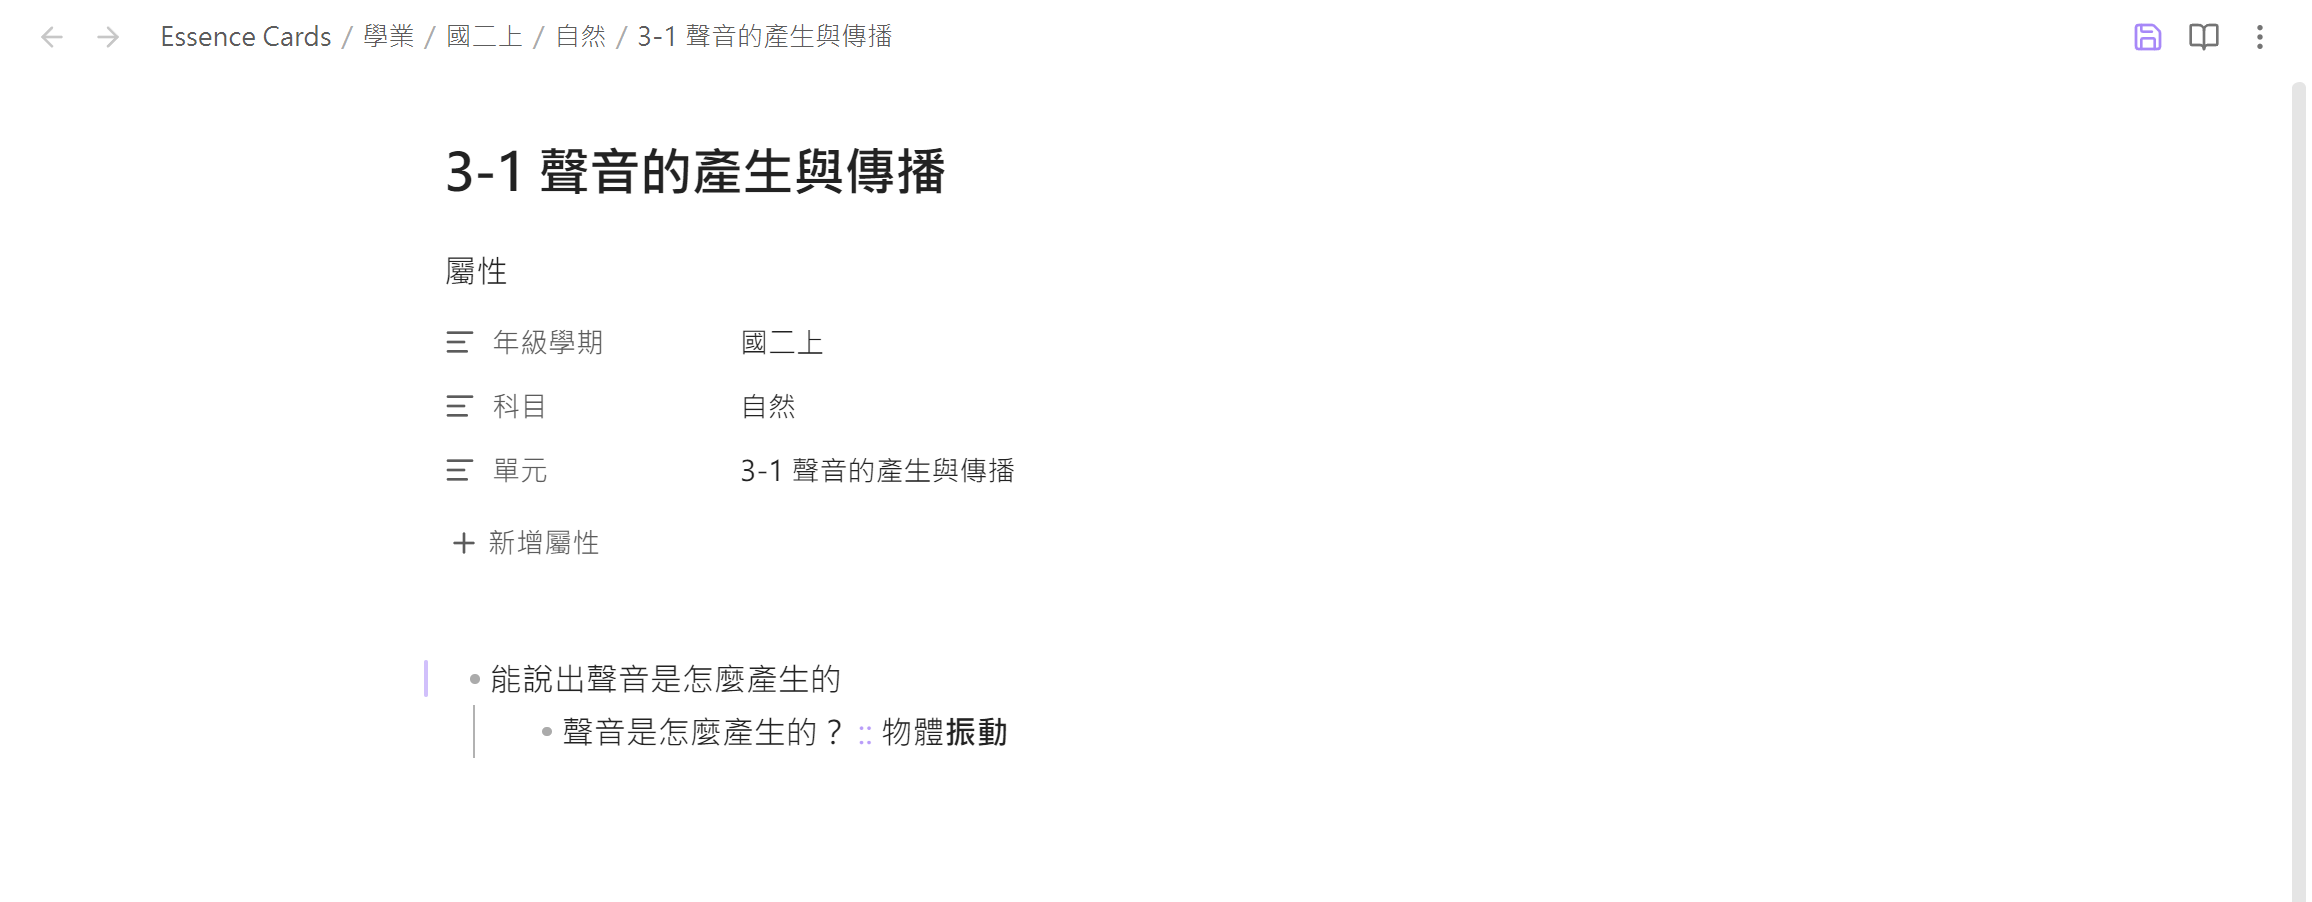 Essence Cards / 學業 / 國二上 / 自然 / 3-1 聲音的產生與傳播
3-1 聲音的產生與傳播
屬性
年級學期 國二上
科目 自然
單元 3-1 聲音的產生與傳播
+ 新增屬性
• 能說出聲音是怎麼產生的
• 聲音是怎麼產生的？ :: 物體振動